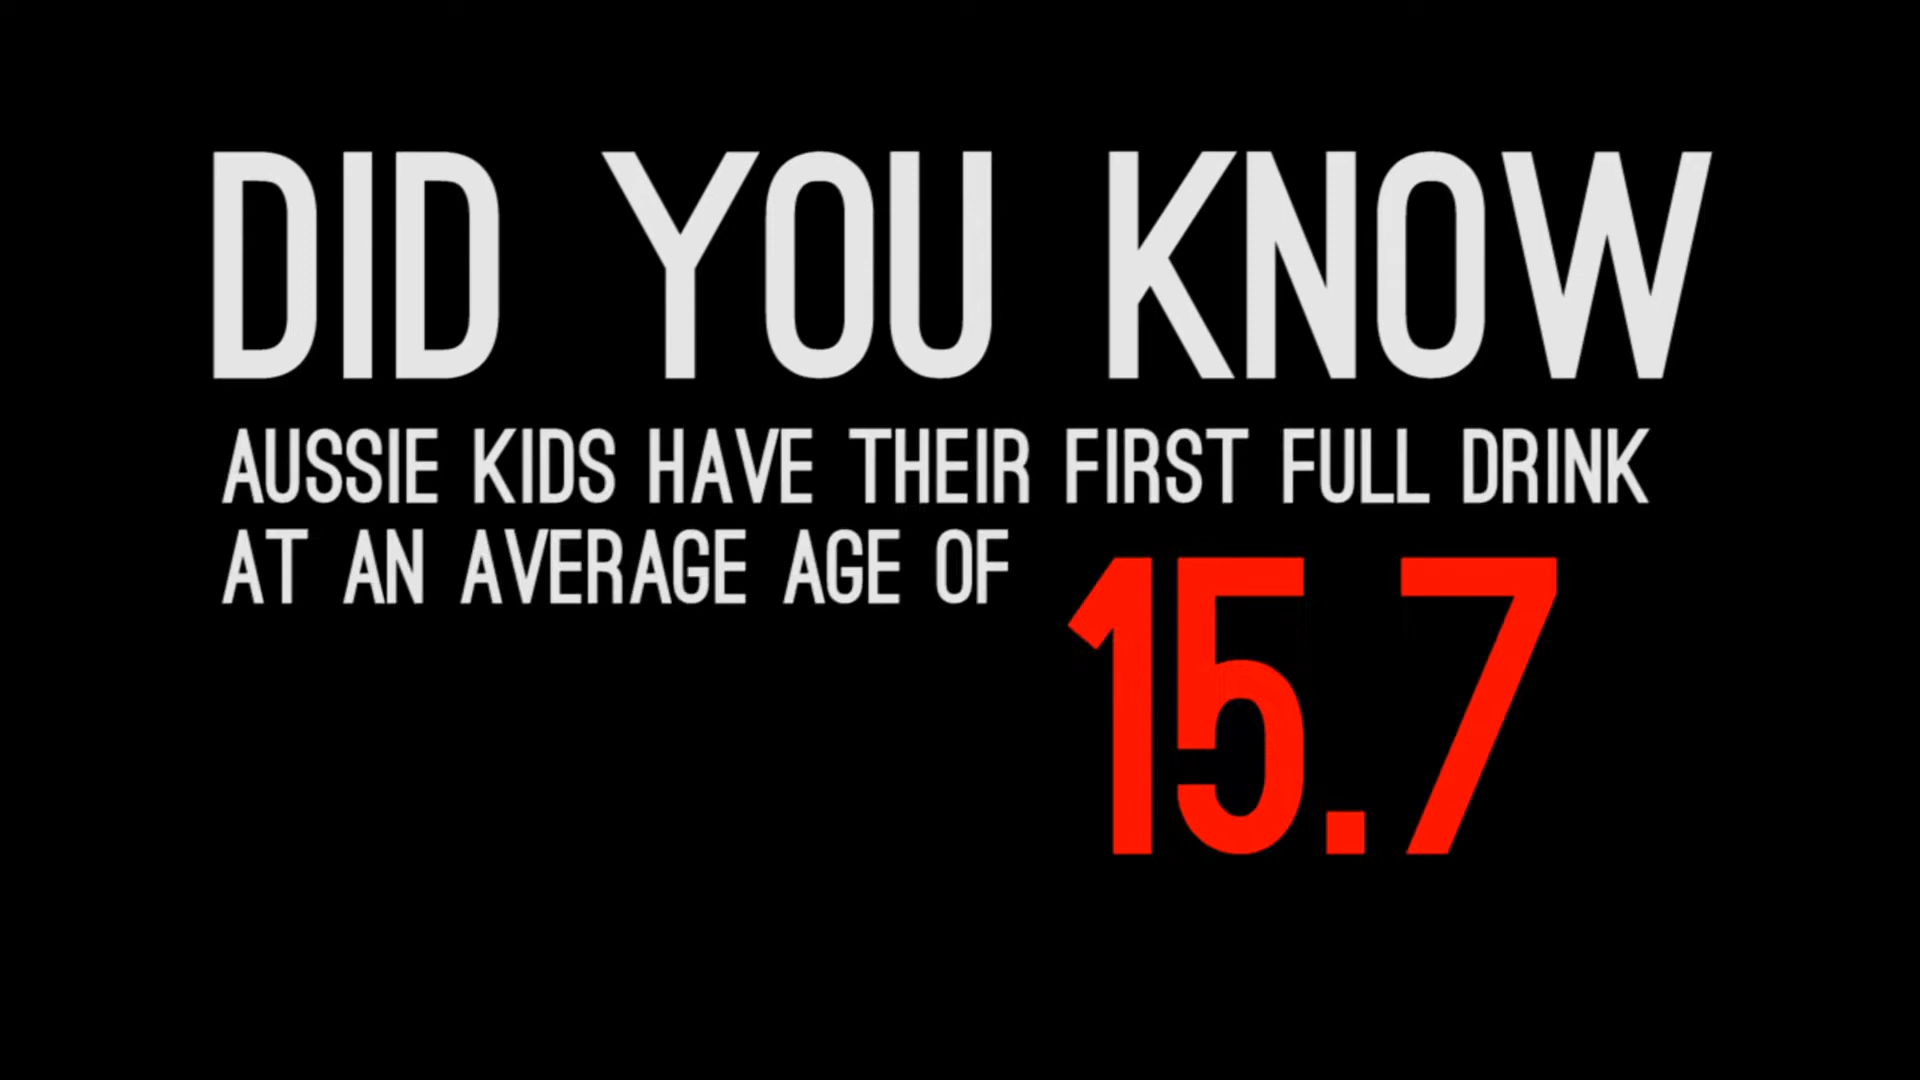 DID YOU KNOW
AUSSIE KIDS HAVE THEIR FIRST FULL DRINK
AT AN AVERAGE AGE OF 15.7